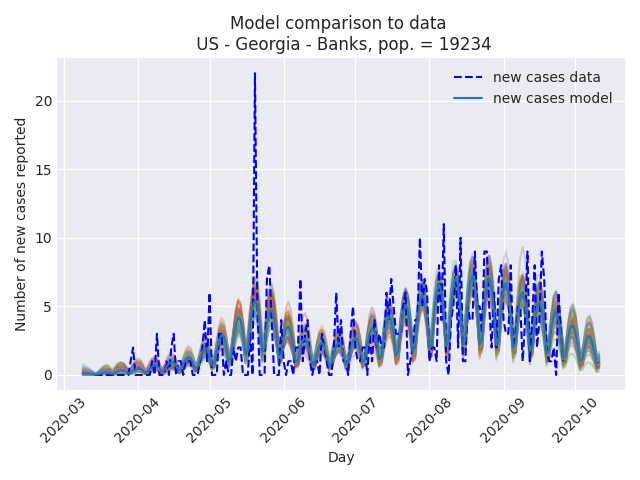 Model comparison to data
US - Georgia - Banks, pop. = 19234
new cases data
new cases model
Number of new cases reported
20
15
10
5
0
2020-03
2020-04
2020-05
2020-06
2020-07
2020-08
2020-09
2020-10
Day